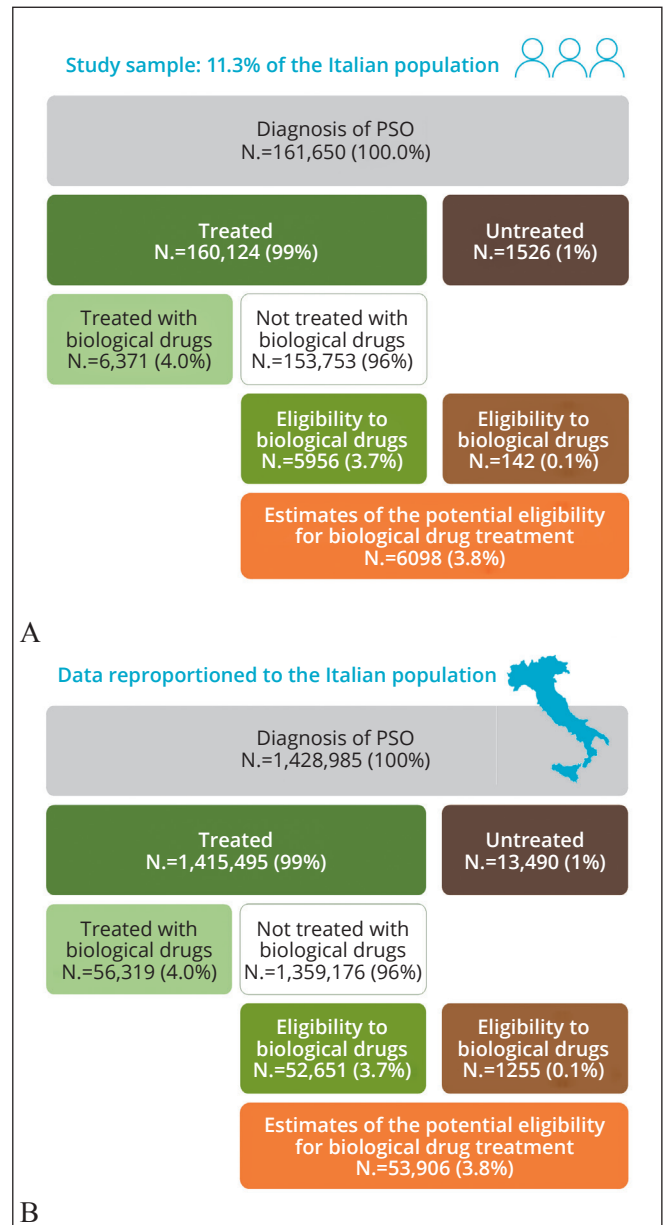 Study sample: 11.3% of the Italian population
Diagnosis of PSO
N.=161,650 (100.0%)
Treated
N.=160,124 (99%)
Untreated
N.=1526 (1%)
Treated with
biological drugs
N.=6,371 (4.0%)
Not treated with
biological drugs
N.=153,753 (96%)
Eligibility to
biological drugs
N.=5956 (3.7%)
Eligibility to
biological drugs
N.=142 (0.1%)
Estimates of the potential eligibility
for biological drug treatment
N.=6098 (3.8%)
A
Data reproportioned to the Italian population
Diagnosis of PSO
N.=1,428,985 (100%)
Treated
N.=1,415,495 (99%)
Untreated
N.=13,490 (1%)
Treated with
biological drugs
N.=56,319 (4.0%)
Not treated with
biological drugs
N.=1,359,176 (96%)
Eligibility to
biological drugs
N.=52,651 (3.7%)
Eligibility to
biological drugs
N.=1255 (0.1%)
Estimates of the potential eligibility
for biological drug treatment
N.=53,906 (3.8%)
B